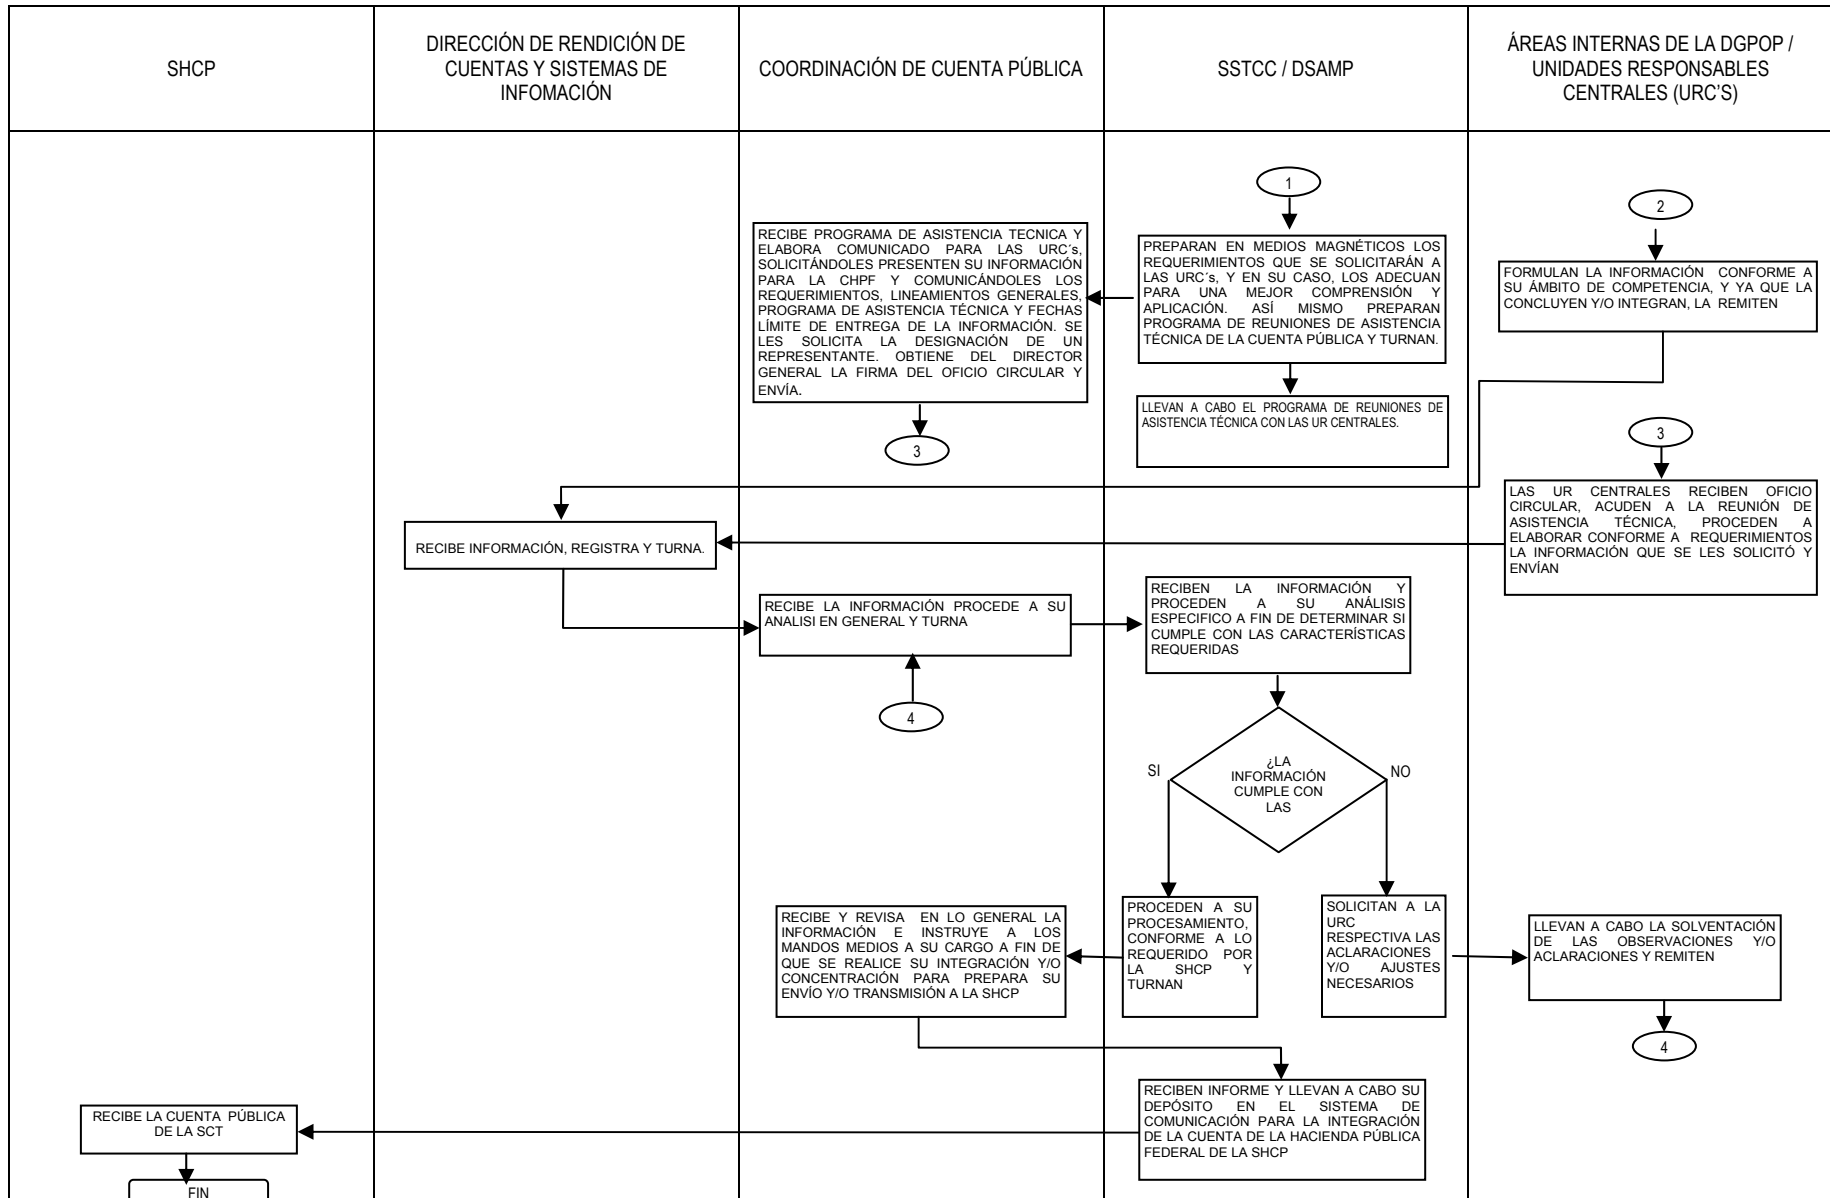 SHCP
DIRECCIÓN DE RENDICIÓN DE
CUENTAS Y SISTEMAS DE
INFOMACIÓN
COORDINACIÓN DE CUENTA PÚBLICA
SSTCC / DSAMP
ÁREAS INTERNAS DE LA DGPOP /
UNIDADES RESPONSABLES
CENTRALES (URC'S)
1
2
RECIBE PROGRAMA DE ASISTENCIA TECNICA Y
ELABORA COMUNICADO PARA LAS URC´s,
SOLICITÁNDOLES PRESENTEN SU INFORMACIÓN
PARA LA CHPF Y COMUNICÁNDOLES LOS
REQUERIMIENTOS, LINEAMIENTOS GENERALES,
PROGRAMA DE ASISTENCIA TÉCNICA Y FECHAS
LÍMITE DE ENTREGA DE LA INFORMACIÓN. SE
LES SOLICITA LA DESIGNACIÓN DE UN
REPRESENTANTE. OBTIENE DEL DIRECTOR
GENERAL LA FIRMA DEL OFICIO CIRCULAR Y
ENVÍA.
PREPARAN EN MEDIOS MAGNÉTICOS LOS
REQUERIMIENTOS QUE SE SOLICITARÁN A
LAS URC´s, Y EN SU CASO, LOS ADECUAN
PARA UNA MEJOR COMPRENSIÓN Y
APLICACIÓN. ASÍ MISMO PREPARAN
PROGRAMA DE REUNIONES DE ASISTENCIA
TÉCNICA DE LA CUENTA PÚBLICA Y TURNAN.
FORMULAN LA INFORMACIÓN CONFORME A
SU ÁMBITO DE COMPETENCIA, Y YA QUE LA
CONCLUYEN Y/O INTEGRAN, LA REMITEN
LLEVAN A CABO EL PROGRAMA DE REUNIONES DE
ASISTENCIA TÉCNICA CON LAS UR CENTRALES.
3
3
LAS UR CENTRALES RECIBEN OFICIO
CIRCULAR, ACUDEN A LA REUNIÓN DE
ASISTENCIA TÉCNICA, PROCEDEN A
ELABORAR CONFORME A REQUERIMIENTOS
LA INFORMACIÓN QUE SE LES SOLICITÓ Y
ENVÍAN
RECIBE INFORMACIÓN, REGISTRA Y TURNA.
RECIBE LA INFORMACIÓN PROCEDE A SU
ANALISI EN GENERAL Y TURNA
RECIBEN LA INFORMACIÓN Y
PROCEDEN A SU ANÁLISIS
ESPECIFICO A FIN DE DETERMINAR SI
CUMPLE CON LAS CARACTERÍSTICAS
REQUERIDAS
4
¿LA
INFORMACIÓN
CUMPLE CON
LAS
SI
NO
RECIBE Y REVISA EN LO GENERAL LA
INFORMACIÓN E INSTRUYE A LOS
MANDOS MEDIOS A SU CARGO A FIN DE
QUE SE REALICE SU INTEGRACIÓN Y/O
CONCENTRACIÓN PARA PREPARA SU
ENVÍO Y/O TRANSMISIÓN A LA SHCP
PROCEDEN A SU
PROCESAMIENTO,
CONFORME A LO
REQUERIDO POR
LA SHCP Y
TURNAN
SOLICITAN A LA
URC
RESPECTIVA LAS
ACLARACIONES
Y/O AJUSTES
NECESARIOS
LLEVAN A CABO LA SOLVENTACIÓN
DE LAS OBSERVACIONES Y/O
ACLARACIONES Y REMITEN
4
RECIBEN INFORME Y LLEVAN A CABO SU
DEPÓSITO EN EL SISTEMA DE
COMUNICACIÓN PARA LA INTEGRACIÓN
DE LA CUENTA DE LA HACIENDA PÚBLICA
FEDERAL DE LA SHCP
RECIBE LA CUENTA PÚBLICA
DE LA SCT
FIN